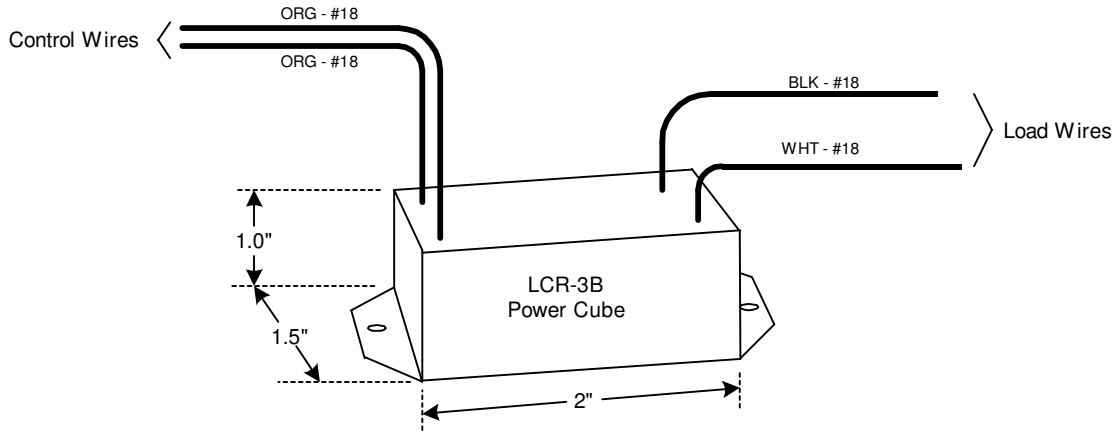 ORG - #18
Control Wires
ORG - #18
BLK - #18
Load Wires
WHT - #18
1.0"
LCR-3B
Power Cube
1.5"
2"